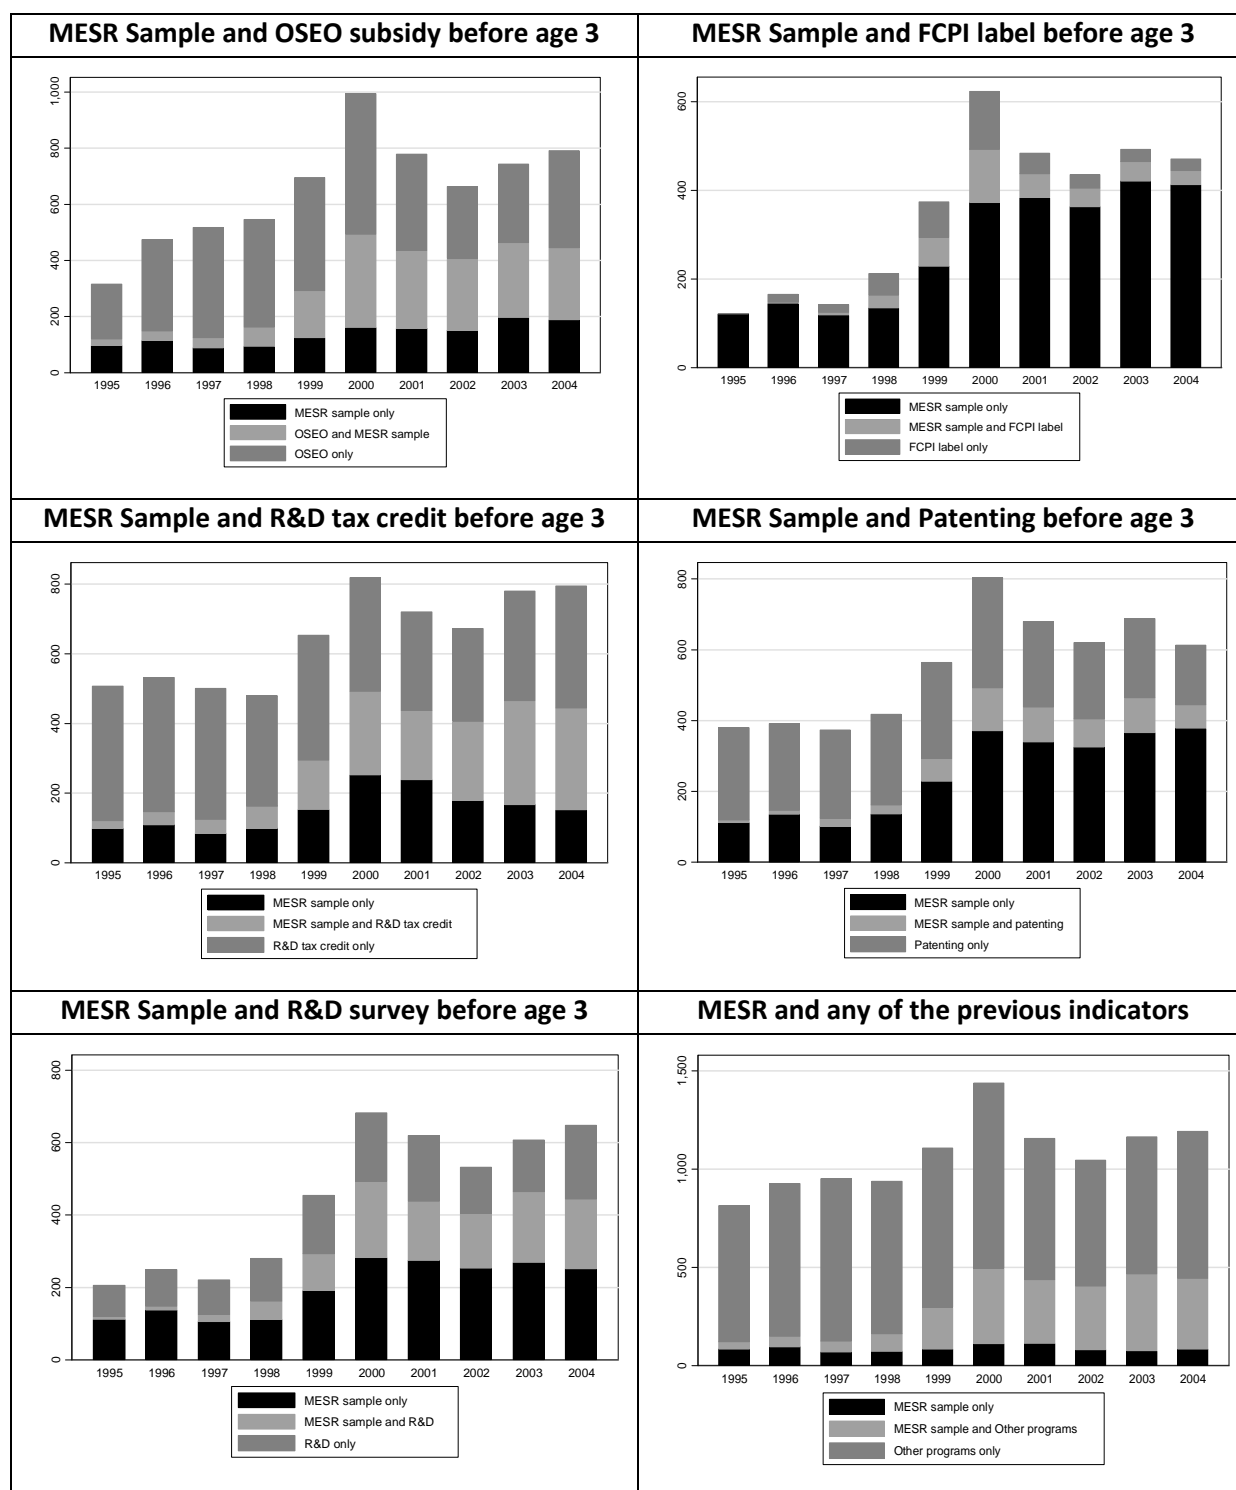 MESR Sample and OSEO subsidy before age 3
1,000
800
600
400
200
0
1995 1996 1997 1998 1999 2000 2001 2002 2003 2004
MESR sample only
OSEO and MESR sample
OSEO only
MESR Sample and FCPI label before age 3
600
400
200
0
1995 1996 1997 1998 1999 2000 2001 2002 2003 2004
MESR sample only
MESR sample and FCPI label
FCPI label only
MESR Sample and R&D tax credit before age 3
800
600
400
200
0
1995 1996 1997 1998 1999 2000 2001 2002 2003 2004
MESR sample only
MESR sample and R&D tax credit
R&D tax credit only
MESR Sample and Patenting before age 3
800
600
400
200
0
1995 1996 1997 1998 1999 2000 2001 2002 2003 2004
MESR sample only
MESR sample and patenting
Patenting only
MESR Sample and R&D survey before age 3
800
600
400
200
0
1995 1996 1997 1998 1999 2000 2001 2002 2003 2004
MESR sample only
MESR sample and R&D
R&D only
MESR and any of the previous indicators
1,500
1,000
500
0
1995 1996 1997 1998 1999 2000 2001 2002 2003 2004
MESR sample only
MESR sample and Other programs
Other programs only